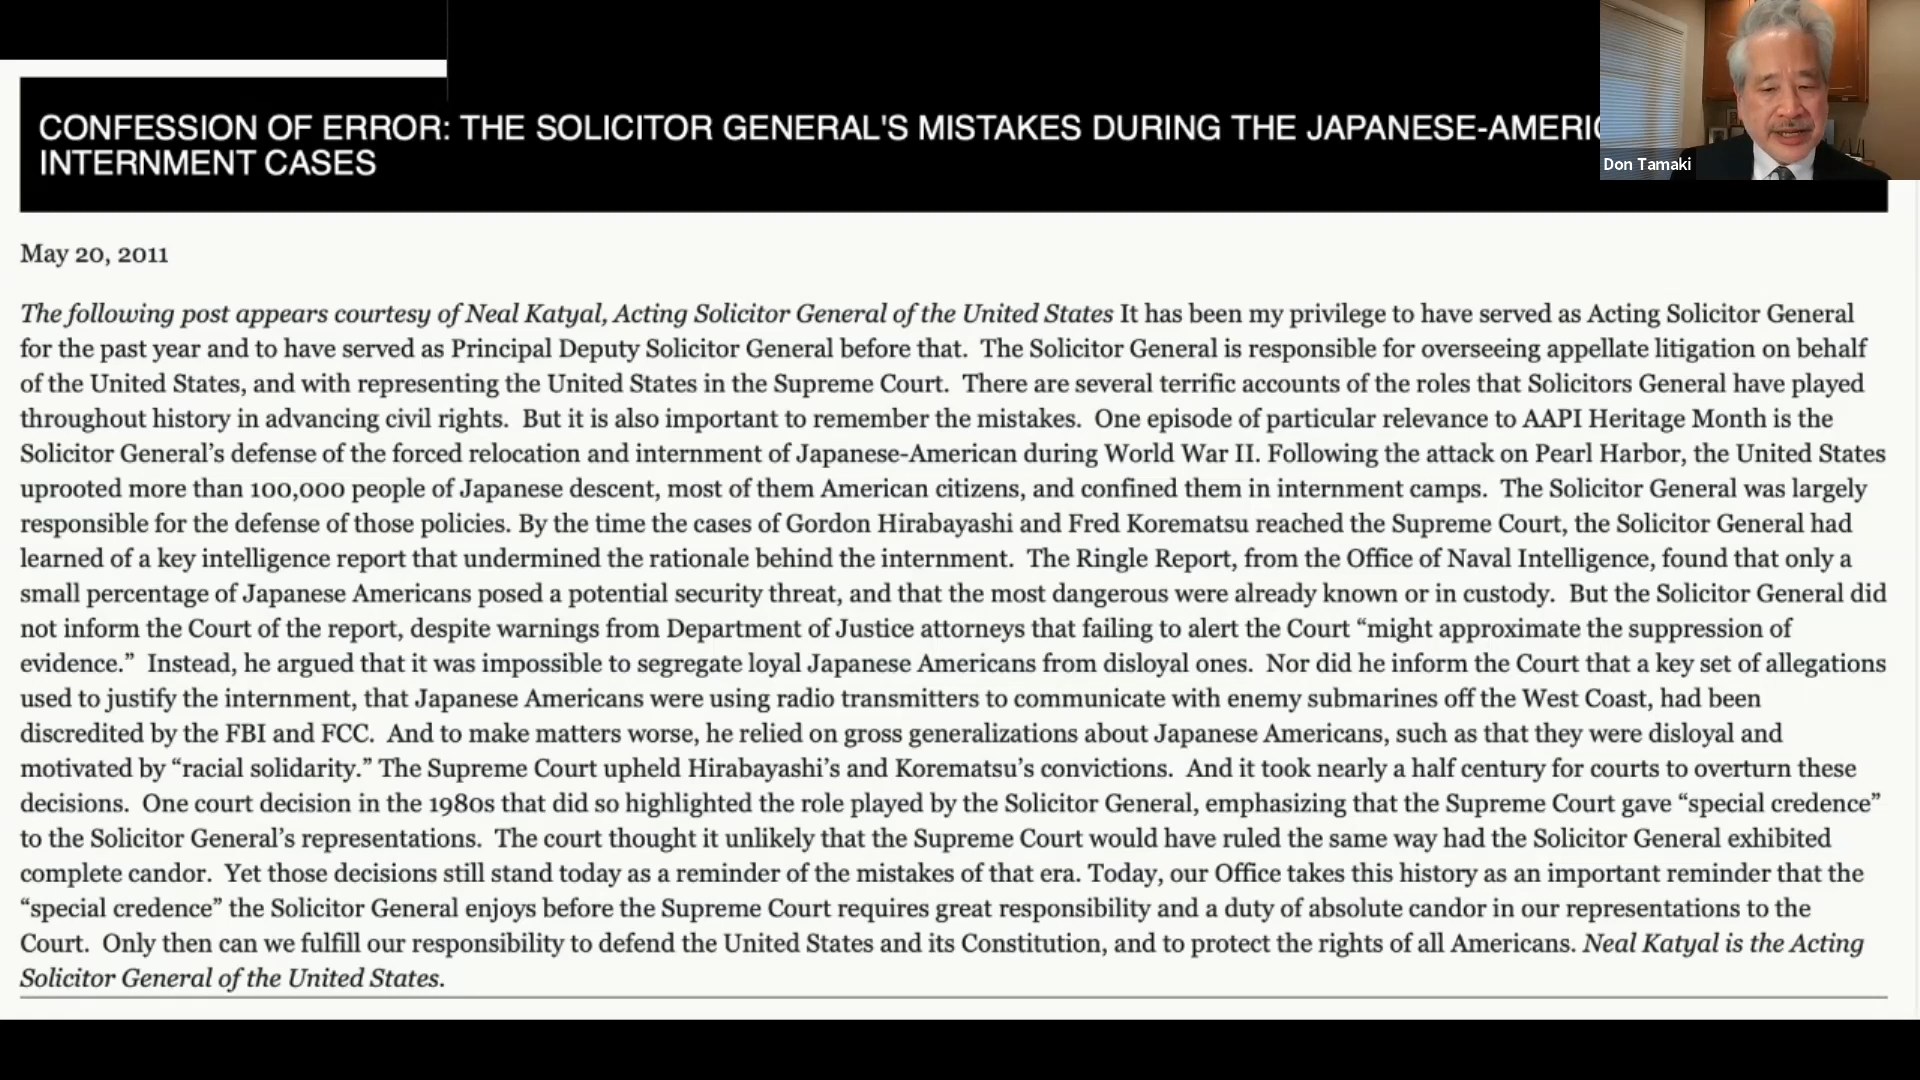 CONFESSION OF ERROR: THE SOLICITOR GENERAL'S MISTAKES DURING THE JAPANESE-AMERIC
INTERNMENT CASES
Don Tamaki
May 20, 2011
The following post appears courtesy of Neal Katyal, Acting Solicitor General of the United States It has been my privilege to have served as Acting Solicitor General
for the past year and to have served as Principal Deputy Solicitor General before that. The Solicitor General is responsible for overseeing appellate litigation on behalf
of the United States, and with representing the United States in the Supreme Court. There are several terrific accounts of the roles that Solicitors General have played
throughout history in advancing civil rights. But it is also important to remember the mistakes. One episode of particular relevance to AAPI Heritage Month is the
Solicitor General’s defense of the forced relocation and internment of Japanese-American during World War II. Following the attack on Pearl Harbor, the United States
uprooted more than 100,000 people of Japanese descent, most of them American citizens, and confined them in internment camps. The Solicitor General was largely
responsible for the defense of those policies. By the time the cases of Gordon Hirabayashi and Fred Korematsu reached the Supreme Court, the Solicitor General had
learned of a key intelligence report that undermined the rationale behind the internment. The Ringle Report, from the Office of Naval Intelligence, found that only a
small percentage of Japanese Americans posed a potential security threat, and that the most dangerous were already known or in custody. But the Solicitor General did
not inform the Court of the report, despite warnings from Department of Justice attorneys that failing to alert the Court “might approximate the suppression of
evidence.” Instead, he argued that it was impossible to segregate loyal Japanese Americans from disloyal ones. Nor did he inform the Court that a key set of allegations
used to justify the internment, that Japanese Americans were using radio transmitters to communicate with enemy submarines off the West Coast, had been
discredited by the FBI and FCC. And to make matters worse, he relied on gross generalizations about Japanese Americans, such as that they were disloyal and
motivated by “racial solidarity.” The Supreme Court upheld Hirabayashi’s and Korematsu’s convictions. And it took nearly a half century for courts to overturn these
decisions. One court decision in the 1980s that did so highlighted the role played by the Solicitor General, emphasizing that the Supreme Court gave “special credence”
to the Solicitor General’s representations. The court thought it unlikely that the Supreme Court would have ruled the same way had the Solicitor General exhibited
complete candor. Yet those decisions still stand today as a reminder of the mistakes of that era. Today, our Office takes this history as an important reminder that the
“special credence” the Solicitor General enjoys before the Supreme Court requires great responsibility and a duty of absolute candor in our representations to the
Court. Only then can we fulfill our responsibility to defend the United States and its Constitution, and to protect the rights of all Americans. Neal Katyal is the Acting
Solicitor General of the United States.